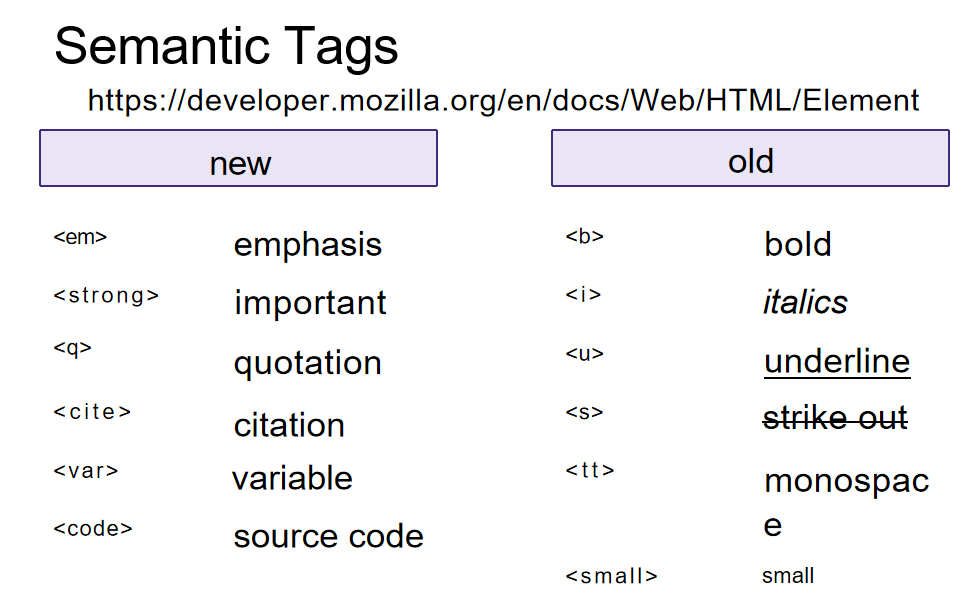 Semantic Tags
https://developer.mozilla.org/en/docs/Web/HTML/Element
new
<em> emphasis
<strong> important
<q> quotation
<cite> citation
<var> variable
<code> source code
old
<b> bold
<i> italics
<u> underline
<s> strike out
<tt> monospac
e
<small> small